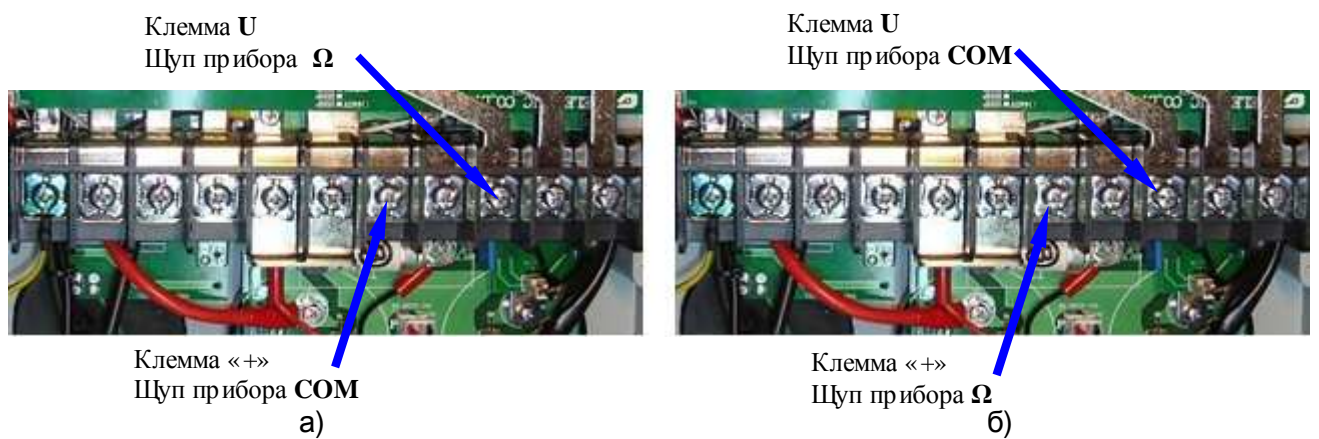 Клемма U
Щуп прибора Ω
Клемма «+»
Щуп прибора COM
а)
Клемма U
Щуп прибора COM
Клемма «+»
Щуп прибора Ω
б)